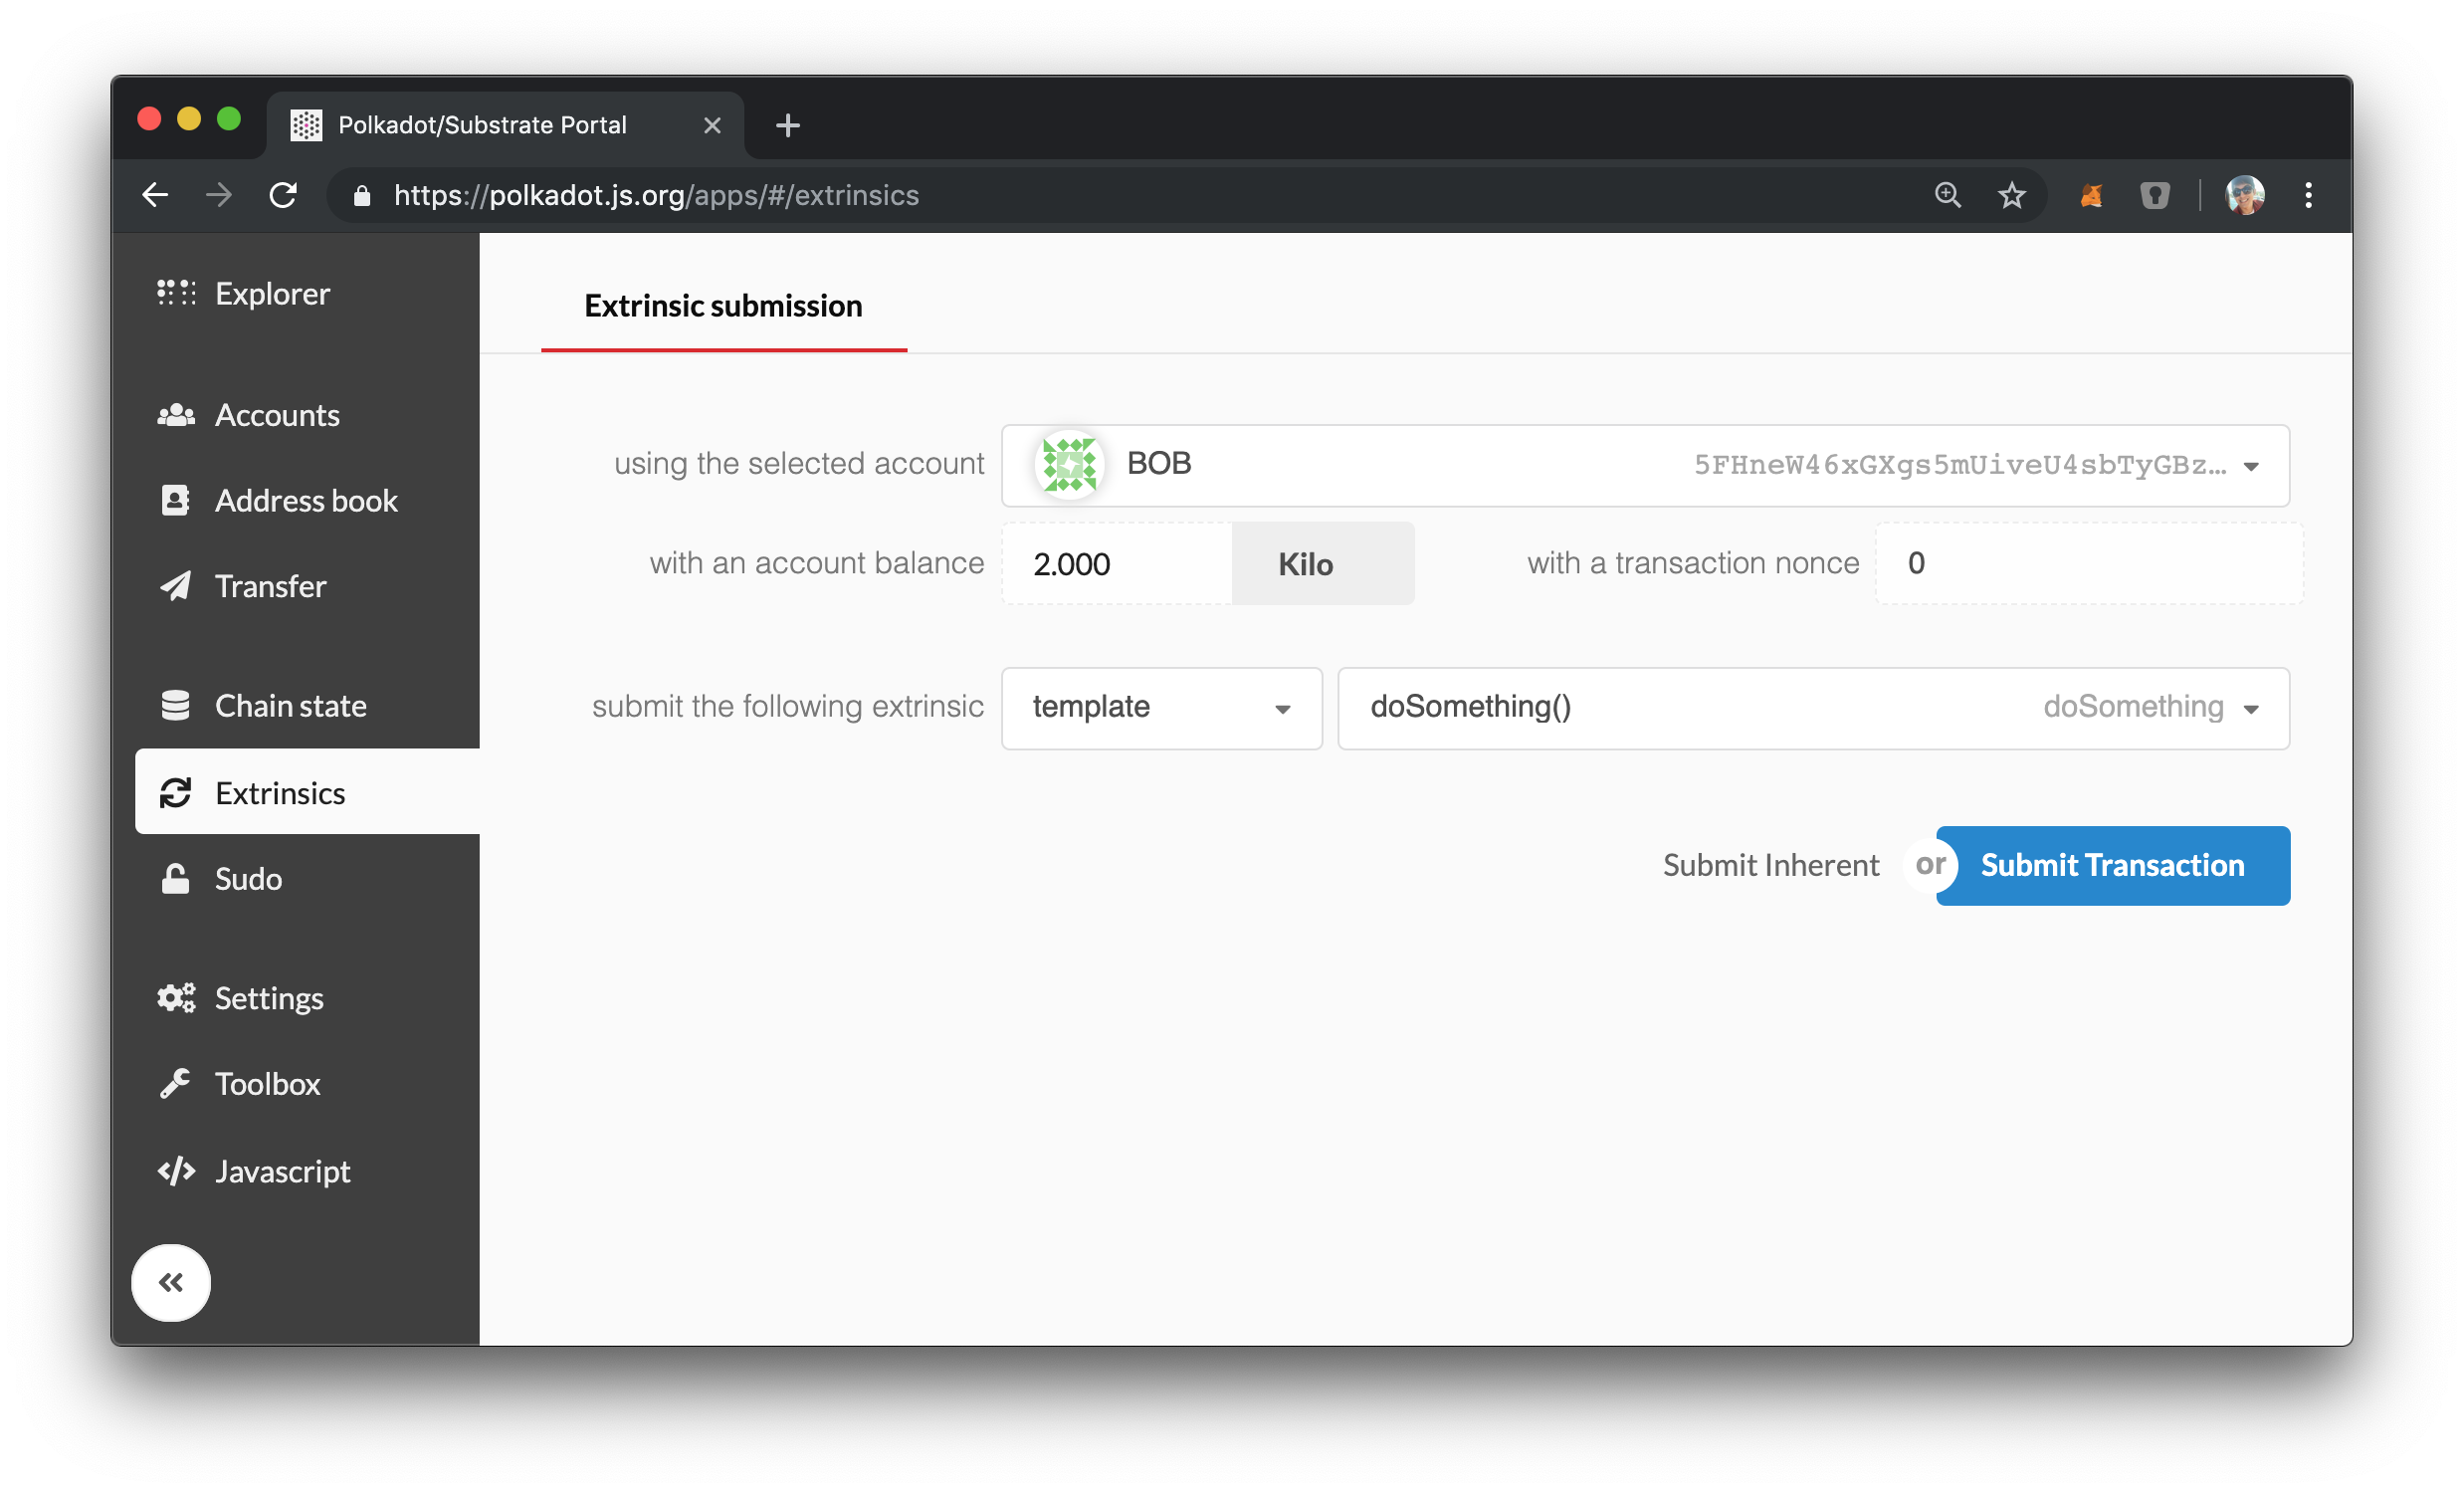 Polkadot/Substrate Portal
https://polkadot.js.org/apps/#/extrinsics
Explorer
Accounts
Address book
Transfer
Chain state
Extrinsics
Sudo
Settings
Toolbox
Javascript
Extrinsic submission
using the selected account BOB 5FHneW46xGXgs5mUiveU4sbTyGBz…
with an account balance 2.000 Kilo with a transaction nonce 0
submit the following extrinsic template doSomething() doSomething
Submit Inherent or Submit Transaction